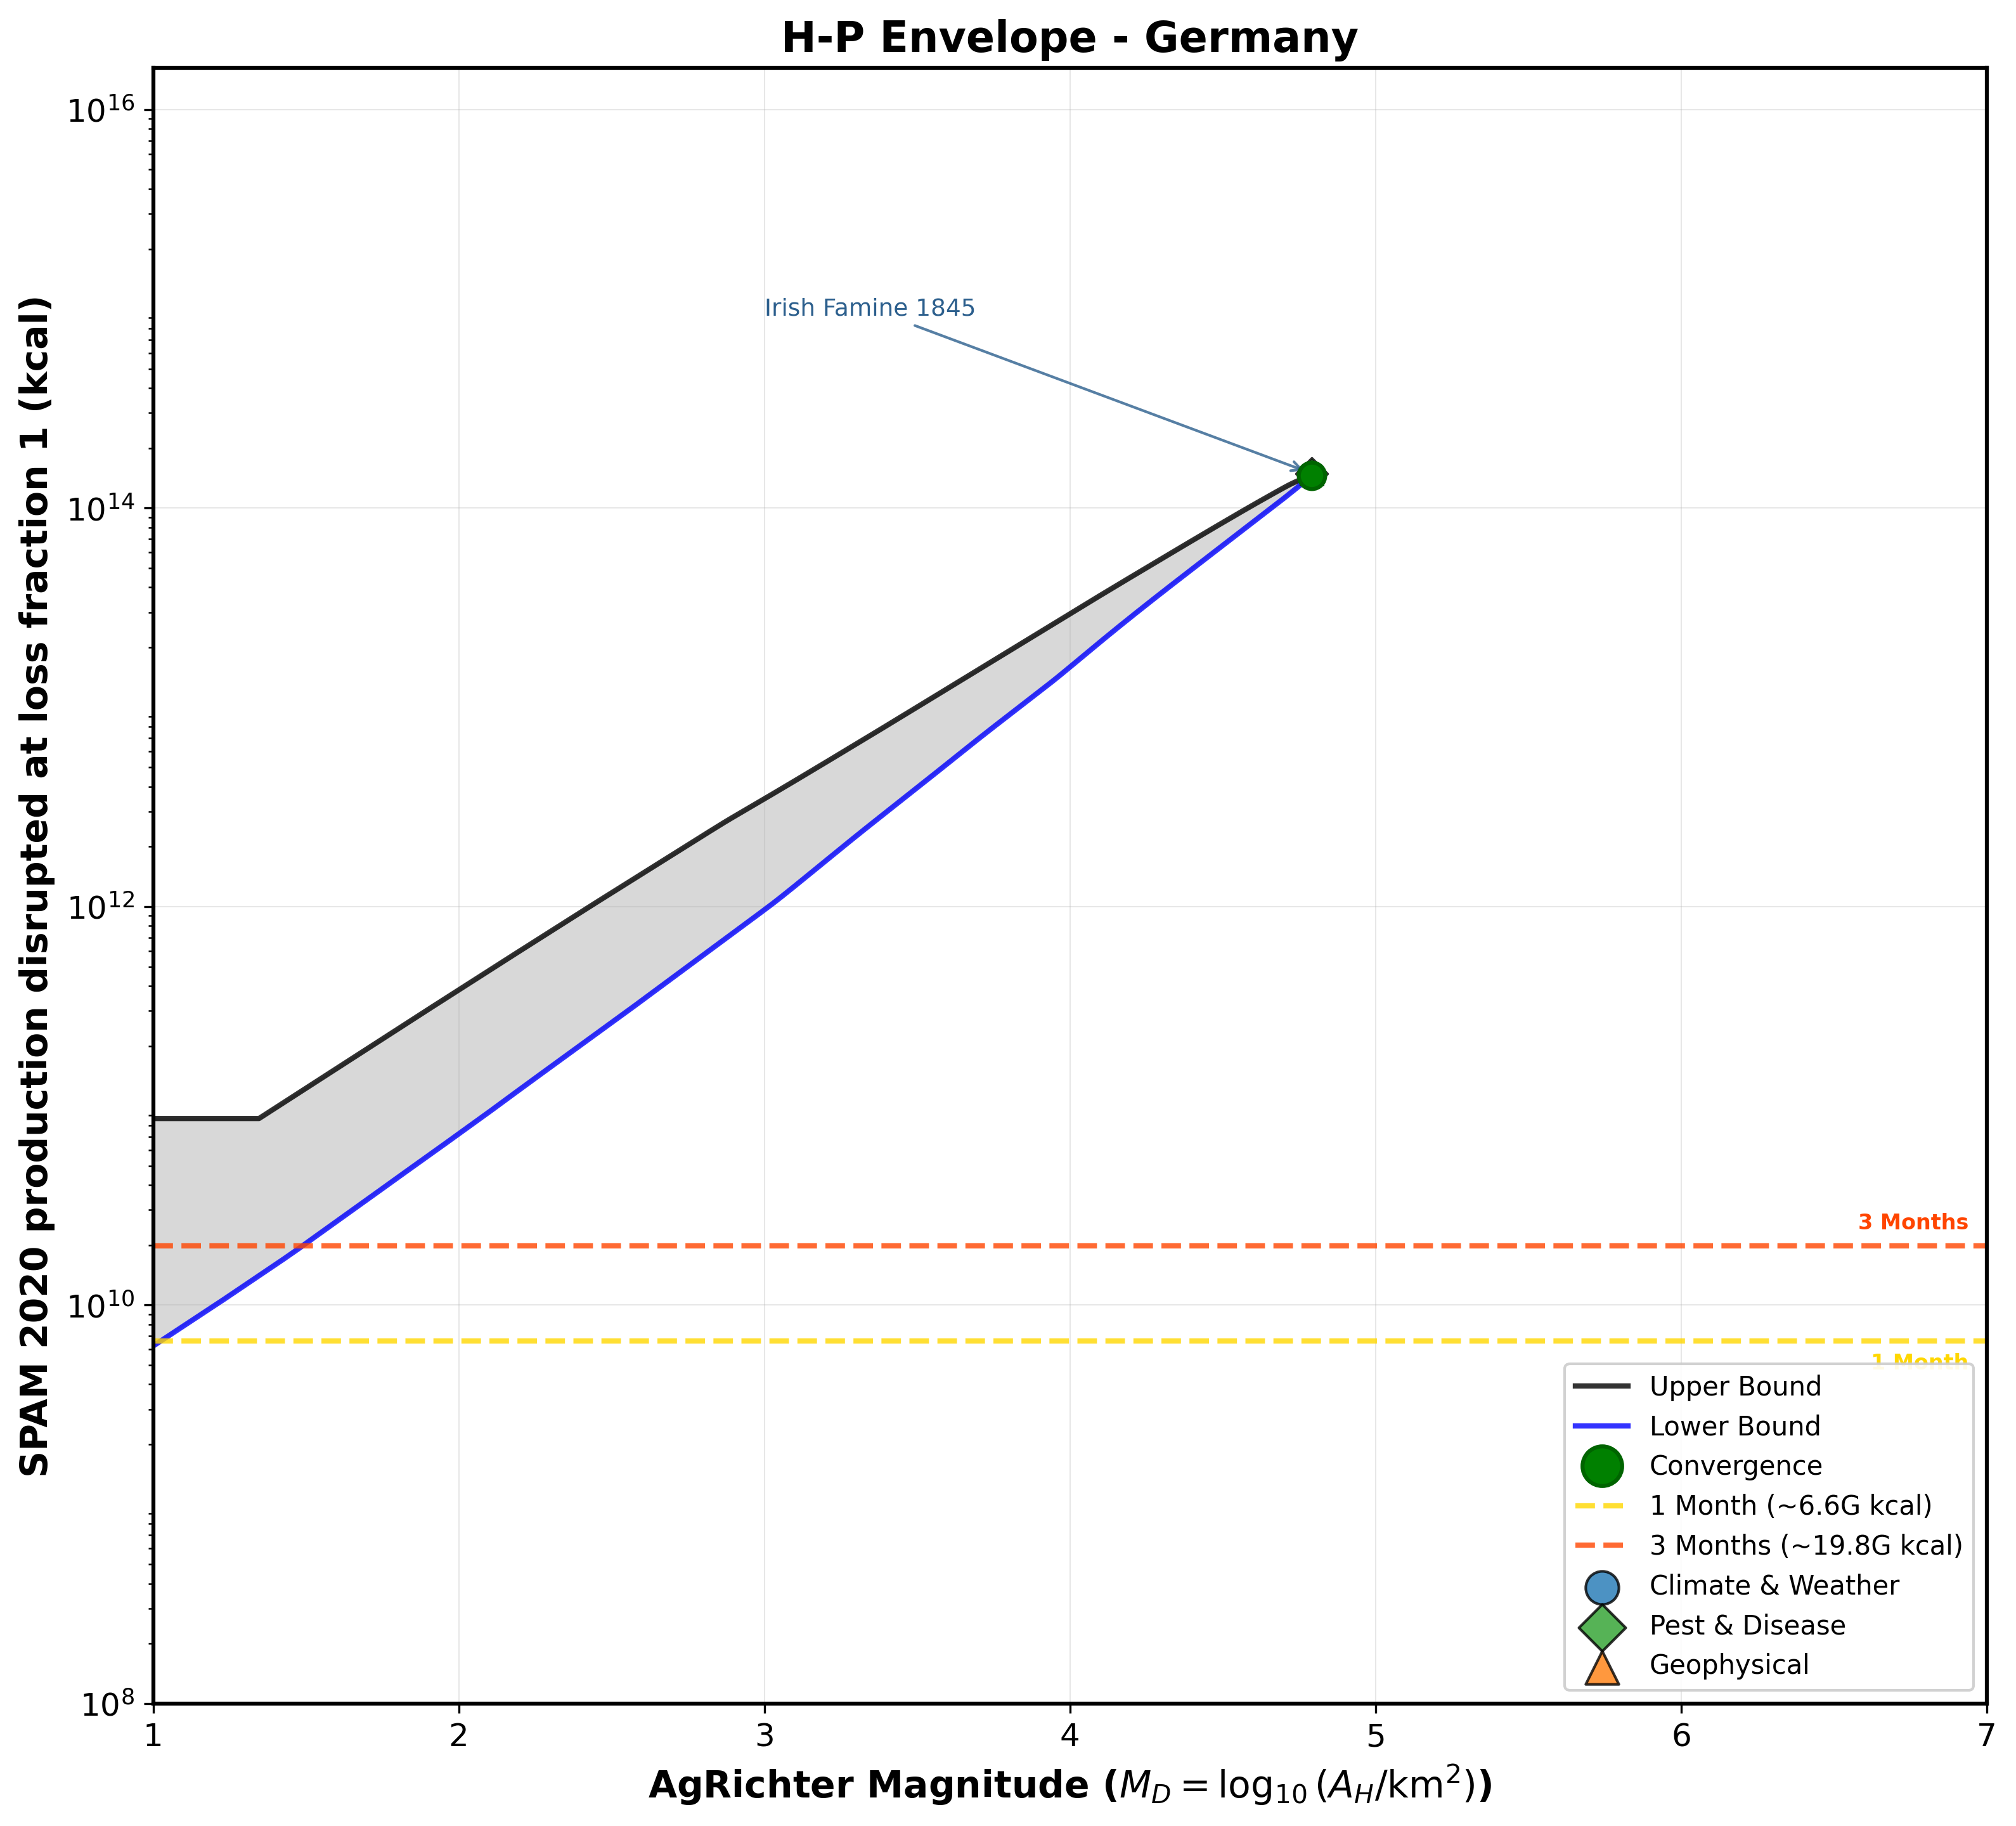 H-P Envelope - Germany
SPAM 2020 production disrupted at loss fraction 1 (kcal)
10^16
10^14
10^12
10^10
10^8
Irish Famine 1845
3 Months
1 Month
Upper Bound
Lower Bound
Convergence
1 Month (~6.6G kcal)
3 Months (~19.8G kcal)
Climate & Weather
Pest & Disease
Geophysical
1 2 3 4 5 6 7
AgRichter Magnitude (M_D = log_10 (A_H/km^2))